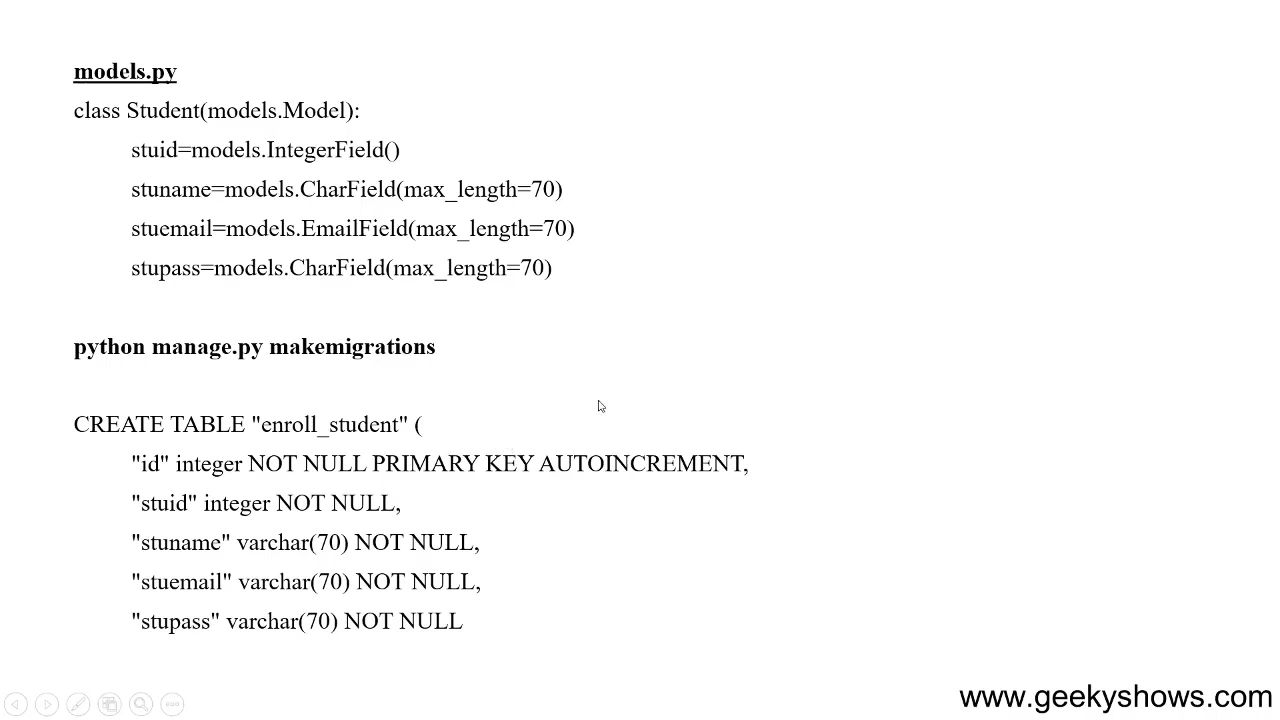 models.py
class Student(models.Model):
stuid=models.IntegerField()
stuname=models.CharField(max_length=70)
stuemail=models.EmailField(max_length=70)
stupass=models.CharField(max_length=70)
python manage.py makemigrations
CREATE TABLE "enroll_student" (
"id" integer NOT NULL PRIMARY KEY AUTOINCREMENT,
"stuid" integer NOT NULL,
"stuname" varchar(70) NOT NULL,
"stuemail" varchar(70) NOT NULL,
"stupass" varchar(70) NOT NULL
www.geekyshows.com